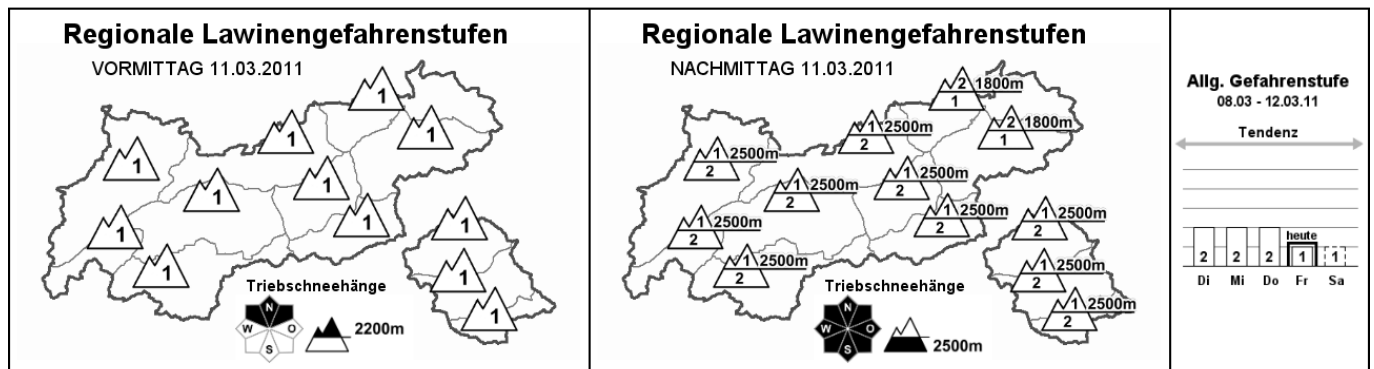 Regionale Lawinengefahrenstufen
VORMITTAG 11.03.2011
1
1
1
1
1
1
1
1
1
1
1
1
Triebschneehänge
N
W O
S
2200m
Regionale Lawinengefahrenstufen
NACHMITTAG 11.03.2011
2 1800m
1
1 2500m
2
2 1800m
1
1 2500m
2
1 2500m
2
1 2500m
2
1 2500m
2
1 2500m
2
1 2500m
2
1 2500m
2
1 2500m
2
1 2500m
2
Triebschneehänge
N
W O
S
2500m
Allg. Gefahrenstufe
08.03 - 12.03.11
Tendenz
heute
2 2 2 1 1
Di Mi Do Fr Sa